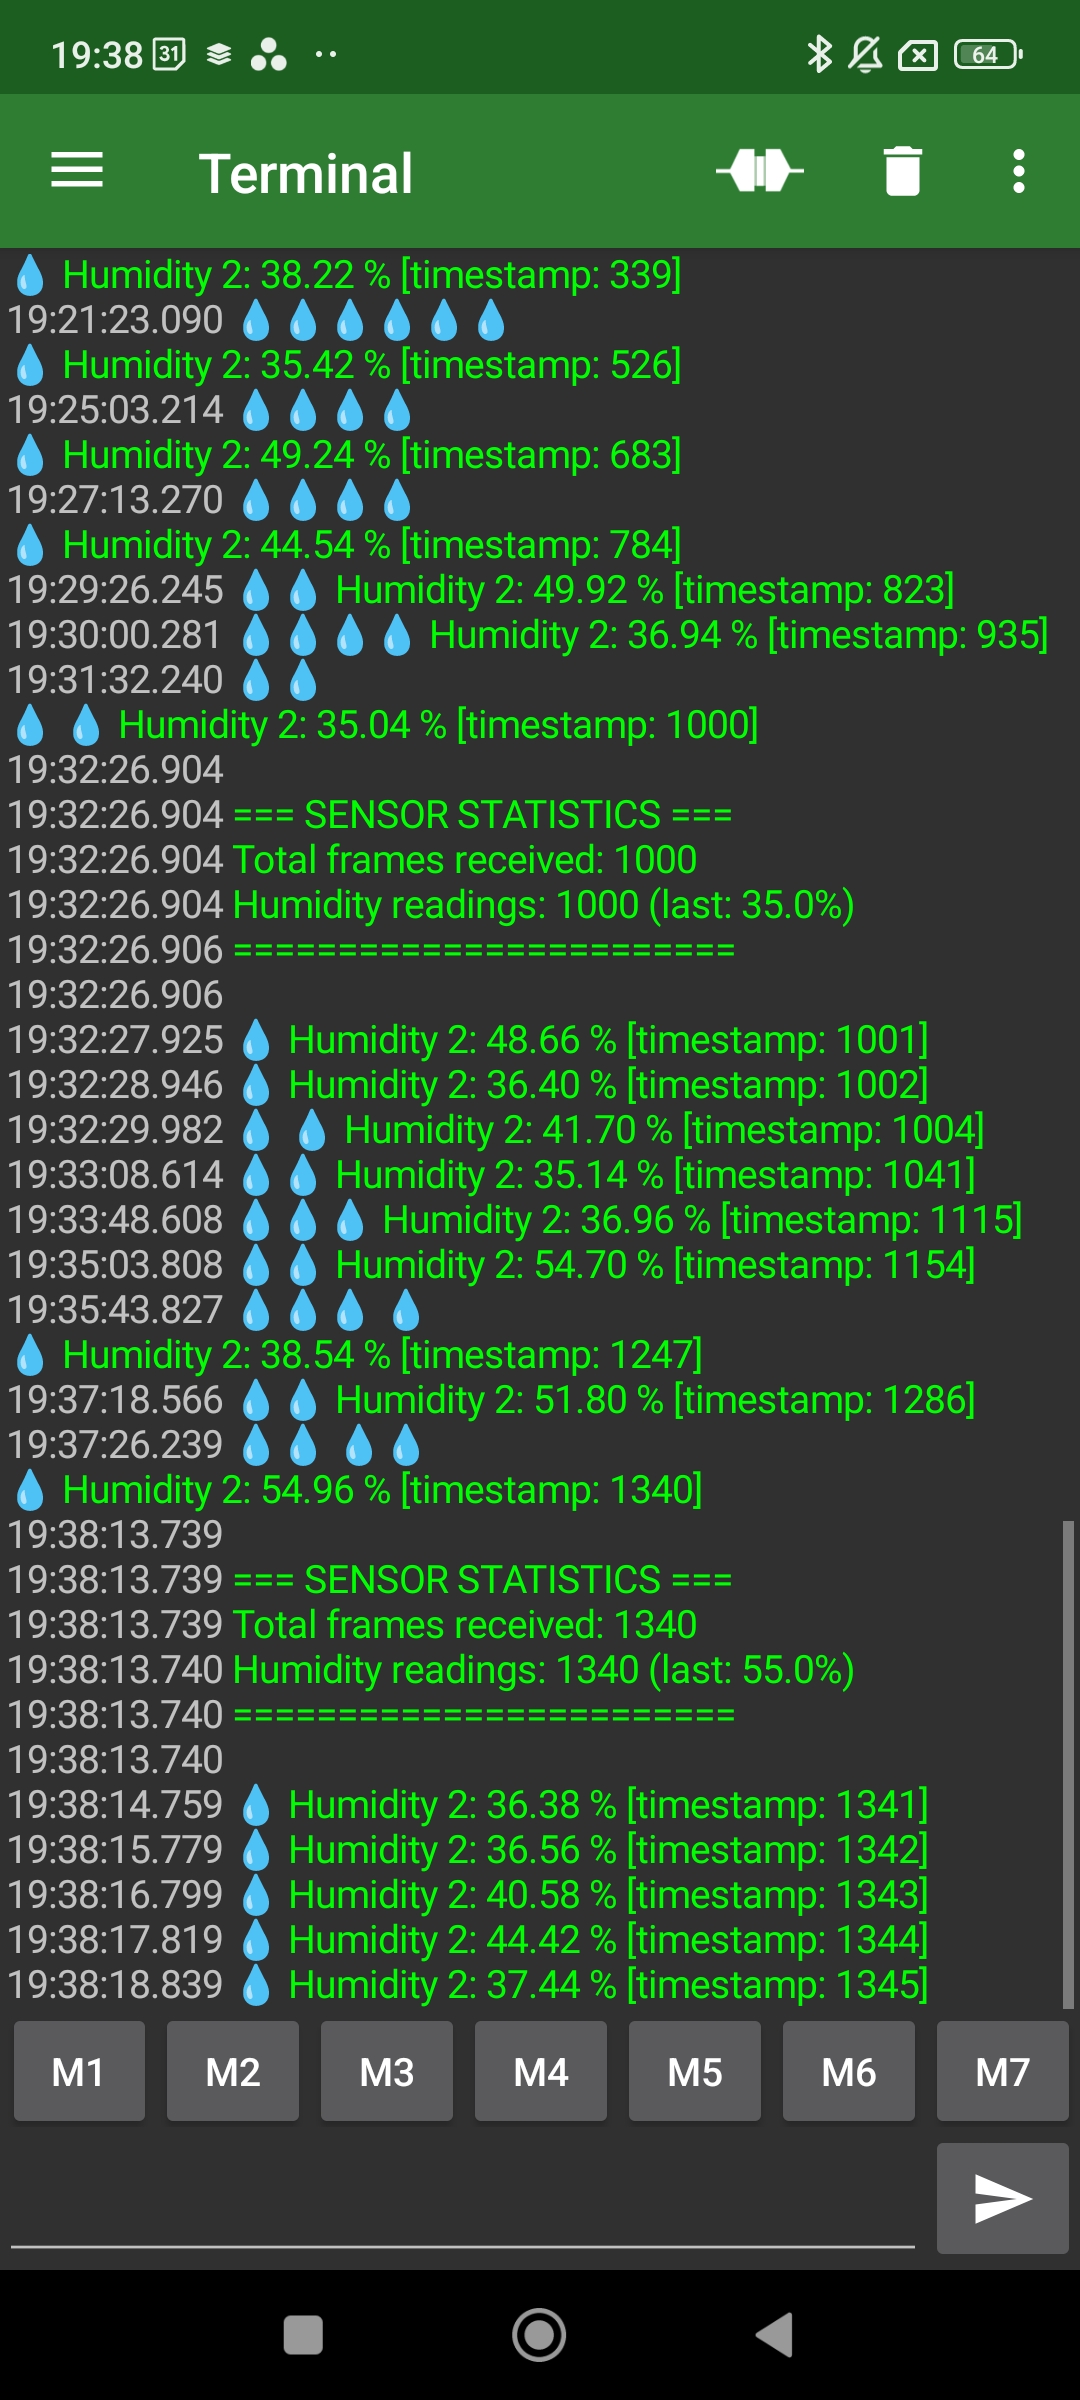 19:38 31 64
Terminal
💧 Humidity 2: 38.22 % [timestamp: 339]
19:21:23.090 💧💧💧💧💧💧
💧 Humidity 2: 35.42 % [timestamp: 526]
19:25:03.214 💧💧💧💧
💧 Humidity 2: 49.24 % [timestamp: 683]
19:27:13.270 💧💧💧💧
💧 Humidity 2: 44.54 % [timestamp: 784]
19:29:26.245 💧💧 Humidity 2: 49.92 % [timestamp: 823]
19:30:00.281 💧💧💧💧 Humidity 2: 36.94 % [timestamp: 935]
19:31:32.240 💧💧
💧 💧 Humidity 2: 35.04 % [timestamp: 1000]
19:32:26.904
19:32:26.904 === SENSOR STATISTICS ===
19:32:26.904 Total frames received: 1000
19:32:26.904 Humidity readings: 1000 (last: 35.0%)
19:32:26.906 ========================
19:32:26.906
19:32:27.925 💧 Humidity 2: 48.66 % [timestamp: 1001]
19:32:28.946 💧 Humidity 2: 36.40 % [timestamp: 1002]
19:32:29.982 💧 💧 Humidity 2: 41.70 % [timestamp: 1004]
19:33:08.614 💧💧 Humidity 2: 35.14 % [timestamp: 1041]
19:33:48.608 💧💧💧 Humidity 2: 36.96 % [timestamp: 1115]
19:35:03.808 💧💧 Humidity 2: 54.70 % [timestamp: 1154]
19:35:43.827 💧💧💧 💧
💧 Humidity 2: 38.54 % [timestamp: 1247]
19:37:18.566 💧💧 Humidity 2: 51.80 % [timestamp: 1286]
19:37:26.239 💧💧 💧💧
💧 Humidity 2: 54.96 % [timestamp: 1340]
19:38:13.739
19:38:13.739 === SENSOR STATISTICS ===
19:38:13.739 Total frames received: 1340
19:38:13.740 Humidity readings: 1340 (last: 55.0%)
19:38:13.740 ========================
19:38:13.740
19:38:14.759 💧 Humidity 2: 36.38 % [timestamp: 1341]
19:38:15.779 💧 Humidity 2: 36.56 % [timestamp: 1342]
19:38:16.799 💧 Humidity 2: 40.58 % [timestamp: 1343]
19:38:17.819 💧 Humidity 2: 44.42 % [timestamp: 1344]
19:38:18.839 💧 Humidity 2: 37.44 % [timestamp: 1345]
M1 M2 M3 M4 M5 M6 M7